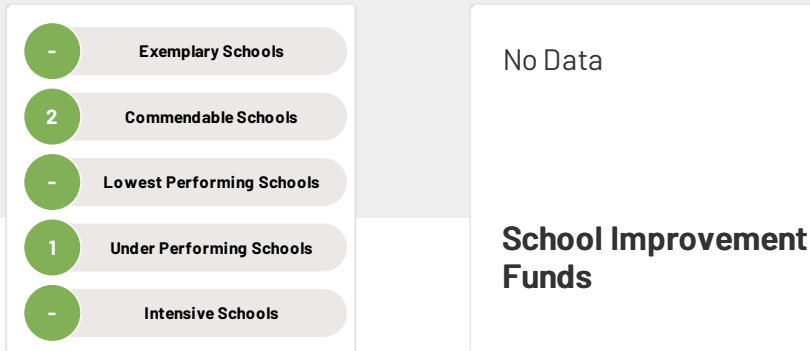 - Exemplary Schools
2 Commendable Schools
- Lowest Performing Schools
1 Under Performing Schools
- Intensive Schools
No Data
School Improvement
Funds